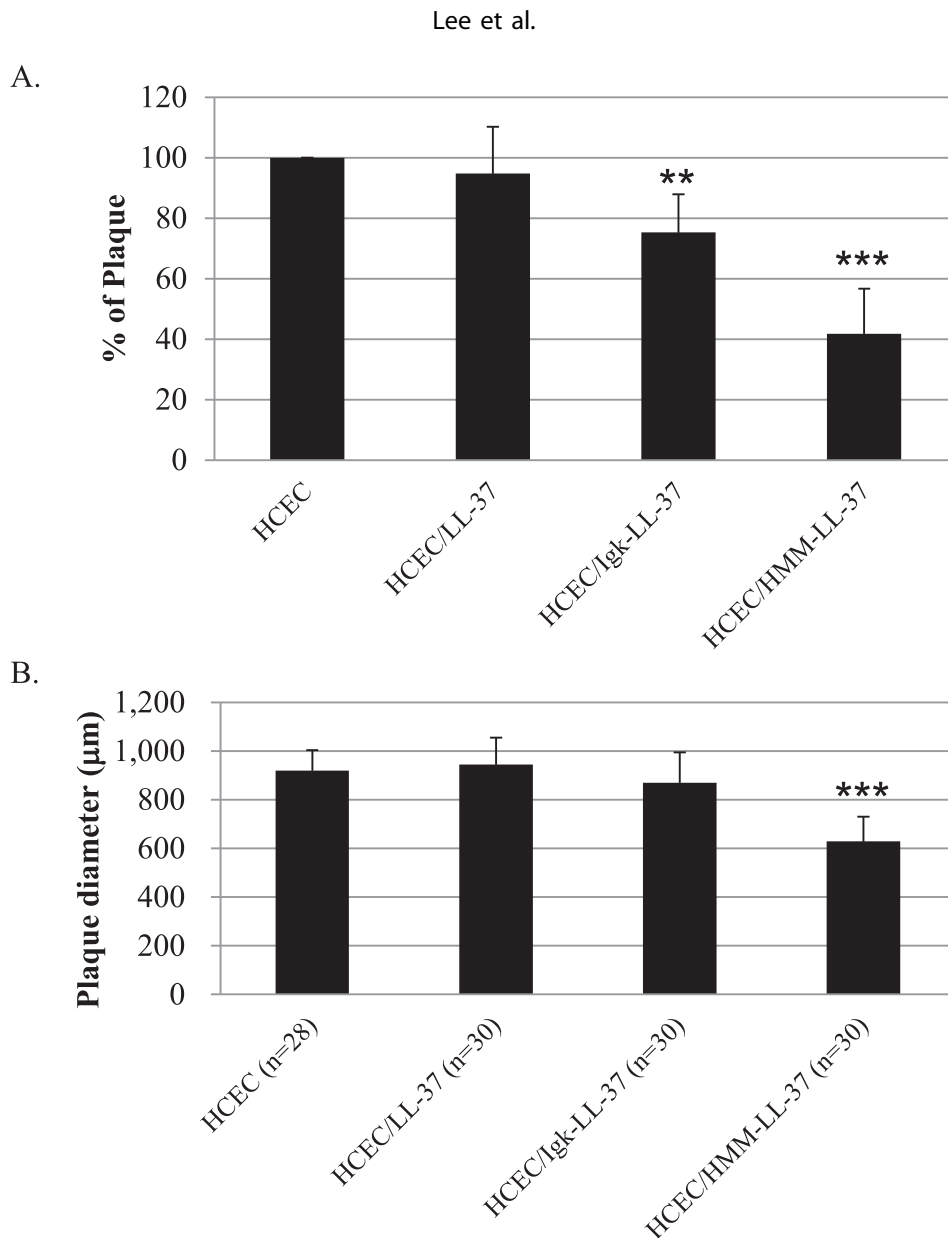 Lee et al.
A.
120
100
80
60
40
20
0
% of Plaque
**
***
HCEC
HCEC/LL-37
HCEC/Igk-LL-37
HCEC/HMM-LL-37
B.
1,200
1,000
800
600
400
200
0
Plaque diameter (μm)
***
HCEC (n=28)
HCEC/LL-37 (n=30)
HCEC/Igk-LL-37 (n=30)
HCEC/HMM-LL-37 (n=30)